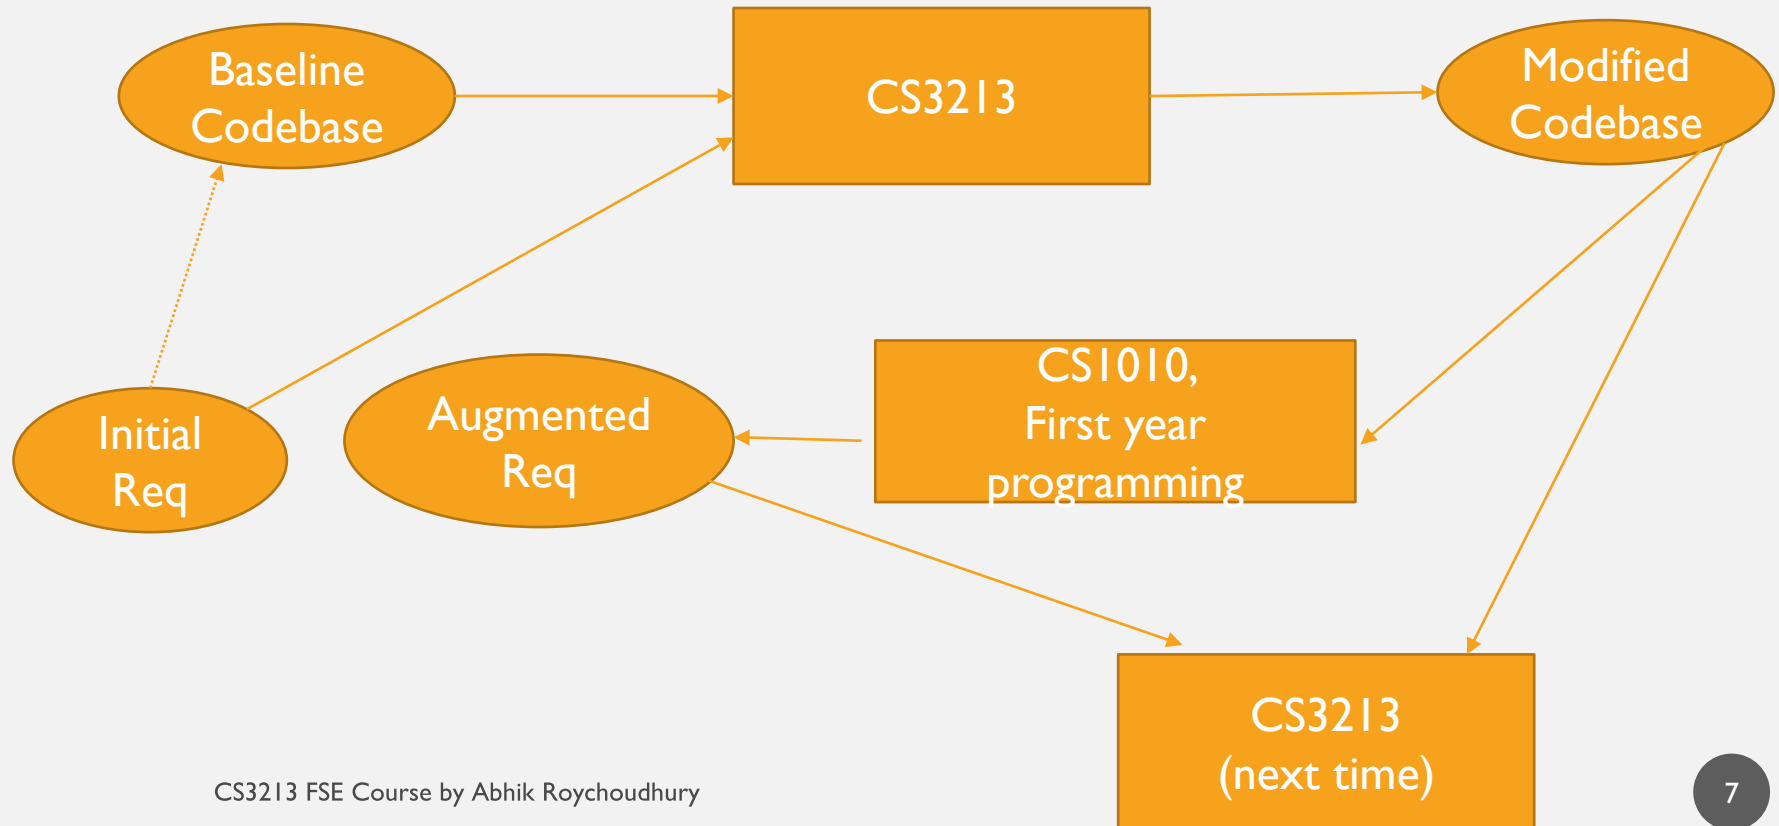 Baseline
Codebase
CS3213
Modified
Codebase
Initial
Req
Augmented
Req
CS1010,
First year
programming
CS3213
(next time)
CS3213 FSE Course by Abhik Roychoudhury
7